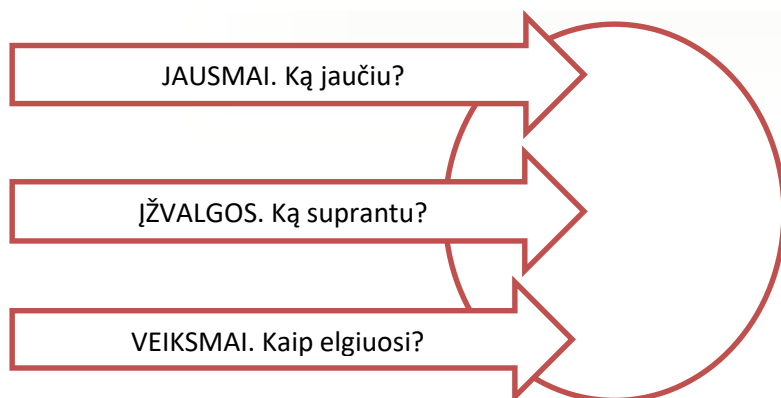 JAUSMAI. Ką jaučiu?
ĮŽVALGOS. Ką suprantu?
VEIKSMAI. Kaip elgiuosi?